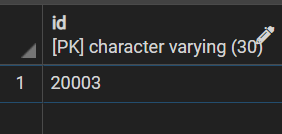 id
[PK] character varying (30)
1 20003